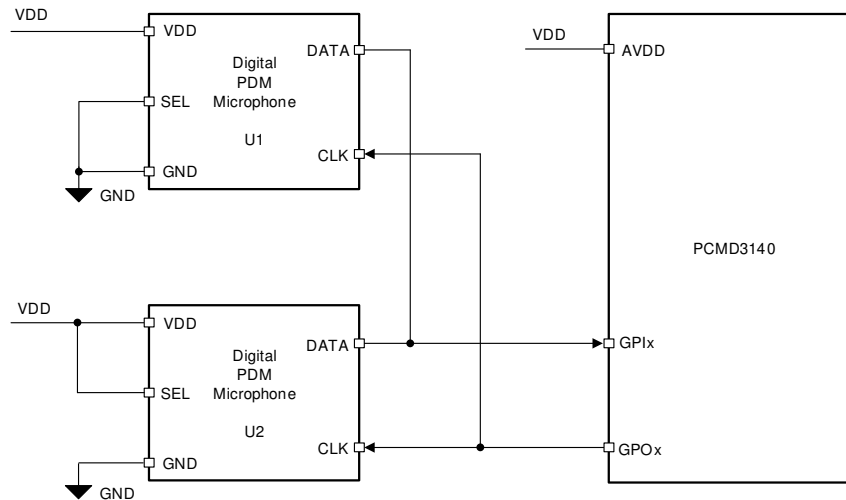 VDD
VDD
SEL
GND
GND
Digital
PDM
Microphone
U1
DATA
CLK
VDD
AVDD
PCMD3140
GPIx
GPOx
VDD
VDD
SEL
GND
GND
Digital
PDM
Microphone
U2
DATA
CLK